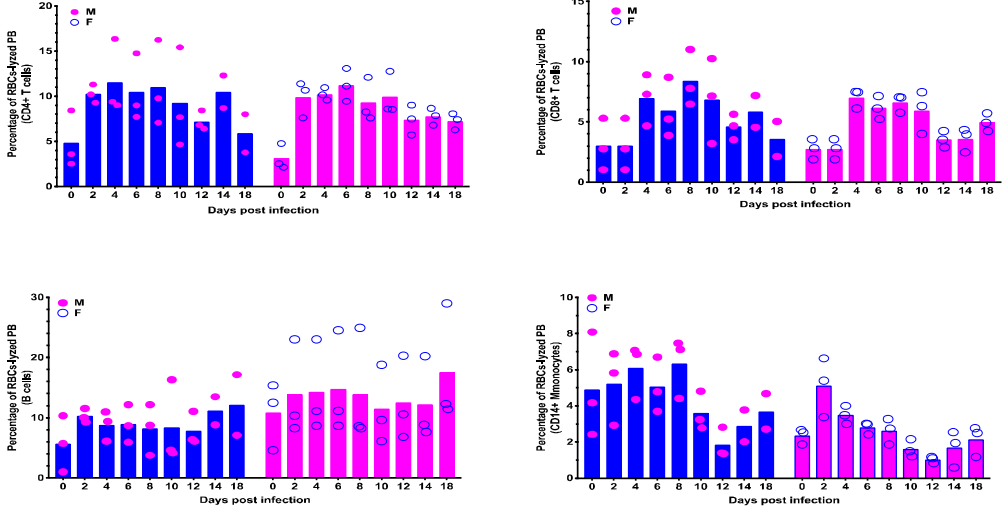 20
15
10
5
0
Percentage of RBCs-lyzed PB
(CD4+ T cells)
M
F
0 2 4 6 8 10 12 14 18 0 2 4 6 8 10 12 14 18
Days post infection
15
10
5
0
Percentage of RBCs-lyzed PB
(CD8+ T cells)
M
F
0 2 4 6 8 10 12 14 18 0 2 4 6 8 10 12 14 18
Days post infection
30
20
10
0
Percentage of RBCs-lyzed PB
(B cells)
M
F
0 2 4 6 8 10 12 14 18 0 2 4 6 8 10 12 14 18
Days post infection
10
8
6
4
2
0
Percentage of RBCs-lyzed PB
(CD14+ Mmonocytes)
M
F
0 2 4 6 8 10 12 14 18 0 2 4 6 8 10 12 14 18
Days post infection